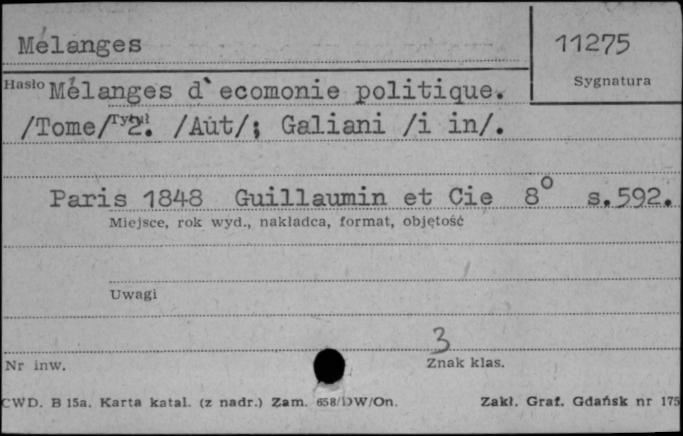 Mélanges 11275
Hasło Sygnatura
Mélanges d`ecomonie politique.
Tytuł
/Tome/ 2. /Aut/; Galiani /i in/.
Paris 1848 Guillaumin et Cie 8° s.592.
Miejsce, rok wyd., nakładca, format, objętość
Uwagi
3
Nr inw. Znak klas.
CWD. B 15a. Karta katal. (z nadr.) Zam. 658/DW/On. Zakł. Graf. Gdańsk nr 175